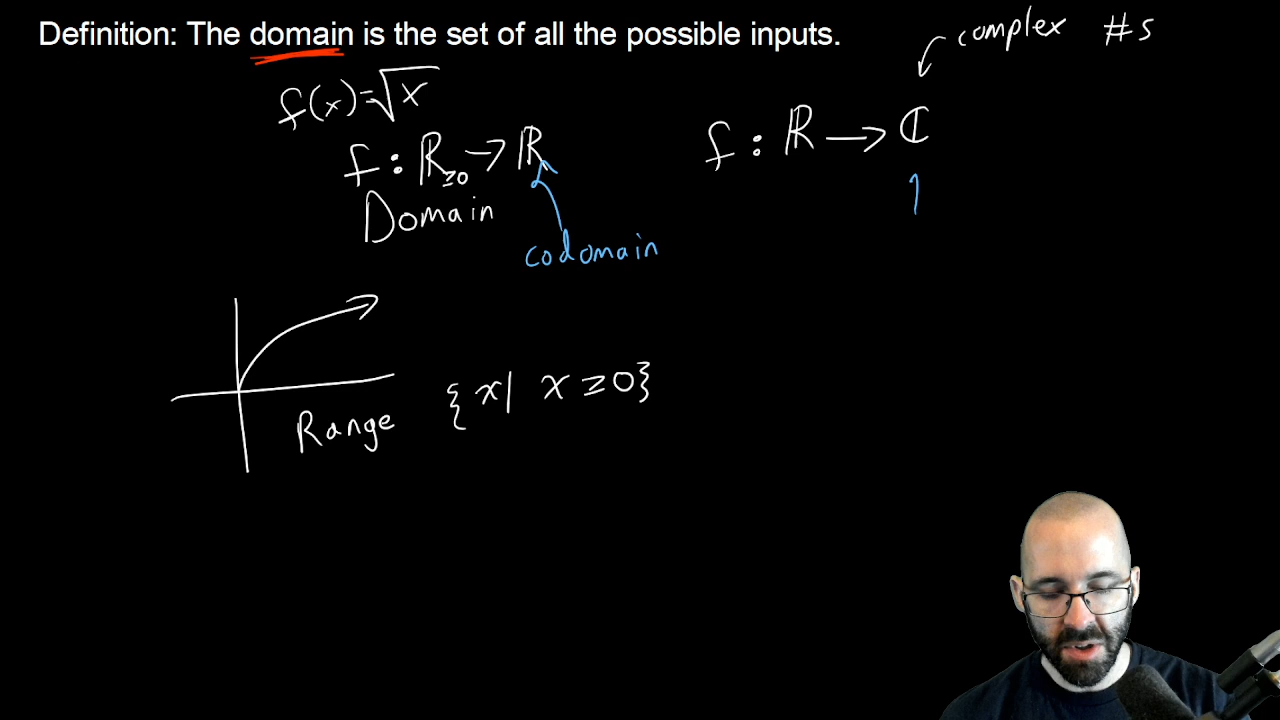 Definition: The domain is the set of all the possible inputs.
complex #s
f(x)=√x
f : ℝ≥0 → ℝ
f : ℝ → ℂ
Domain
codomain
Range {x| x ≥0}